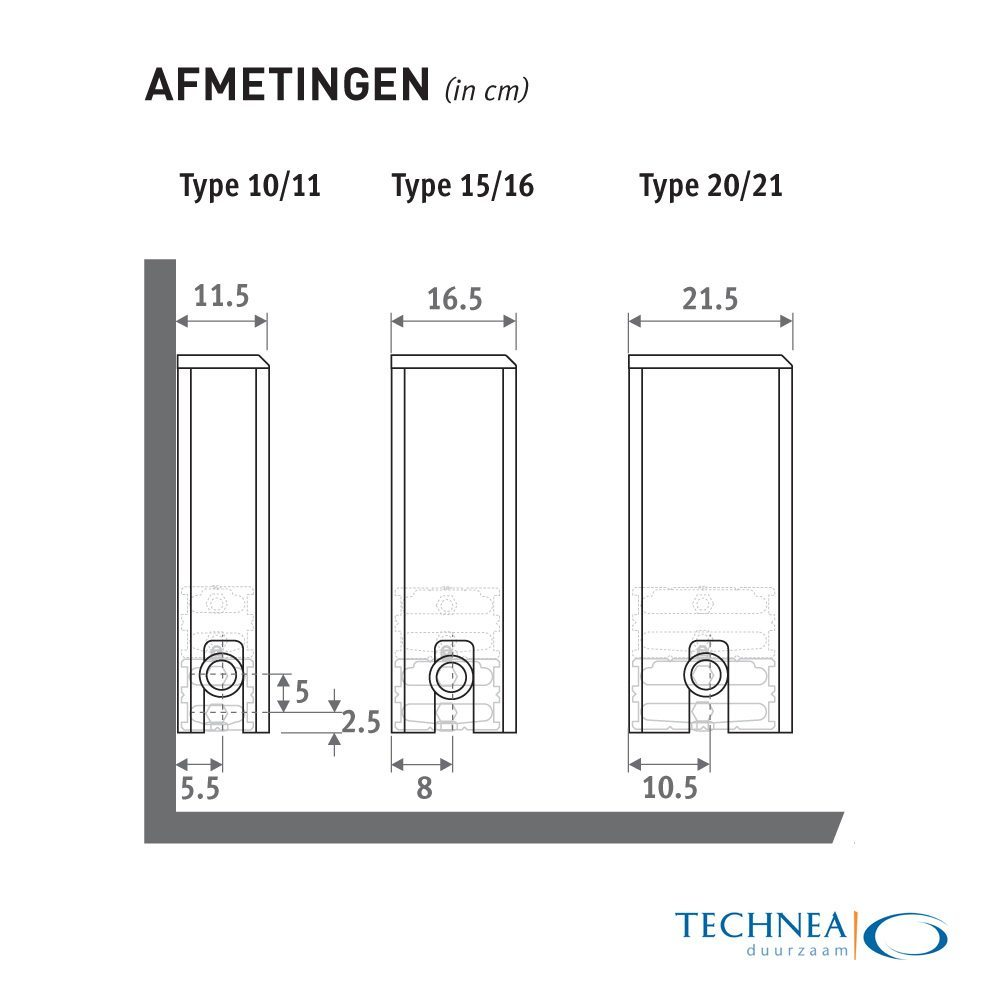 AFMETINGEN (in cm)
Type 10/11 Type 15/16 Type 20/21
11.5 16.5 21.5
5
2.5
5.5 8 10.5
TECHNEA
duurzaam